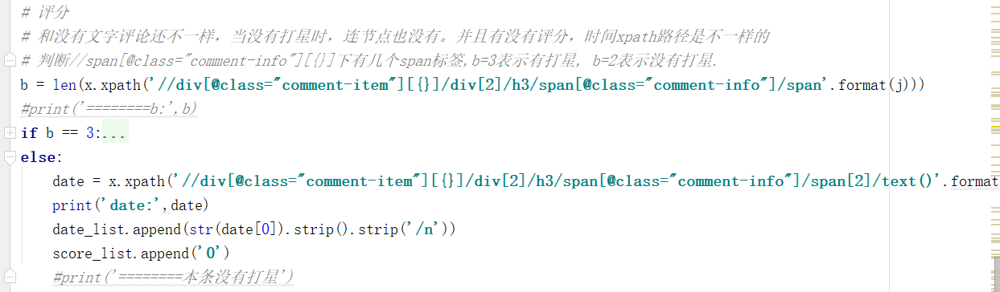 # 评分
# 和没有文字评论还不一样，当没有打星时，连节点也没有。并且有没有评分，时间xpath路径是不一样的
# 判断//span[@class="comment-info"][{}]下有几个span标签,b=3表示有打星, b=2表示没有打星.
b = len(x.xpath('//div[@class="comment-item"][{}]/div[2]/h3/span[@class="comment-info"]/span'.format(j)))
#print('========b:',b)
if b == 3:...
else:
    date = x.xpath('//div[@class="comment-item"][{}]/div[2]/h3/span[@class="comment-info"]/span[2]/text()'.format
    print('date:',date)
    date_list.append(str(date[0]).strip().strip('/n'))
    score_list.append('0')
    #print('========本条没有打星')